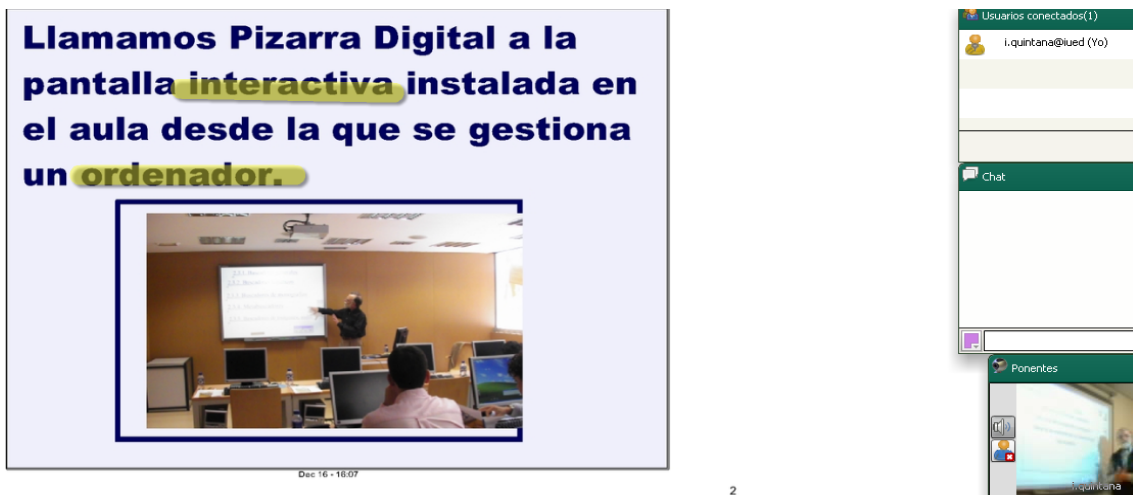 Llamamos Pizarra Digital a la
pantalla interactiva instalada en
el aula desde la que se gestiona
un ordenador.
Dec 16 - 16:07
2
Usuarios conectados(1)
i.quintana@iued (Yo)
Chat
Ponentes
i.quintana